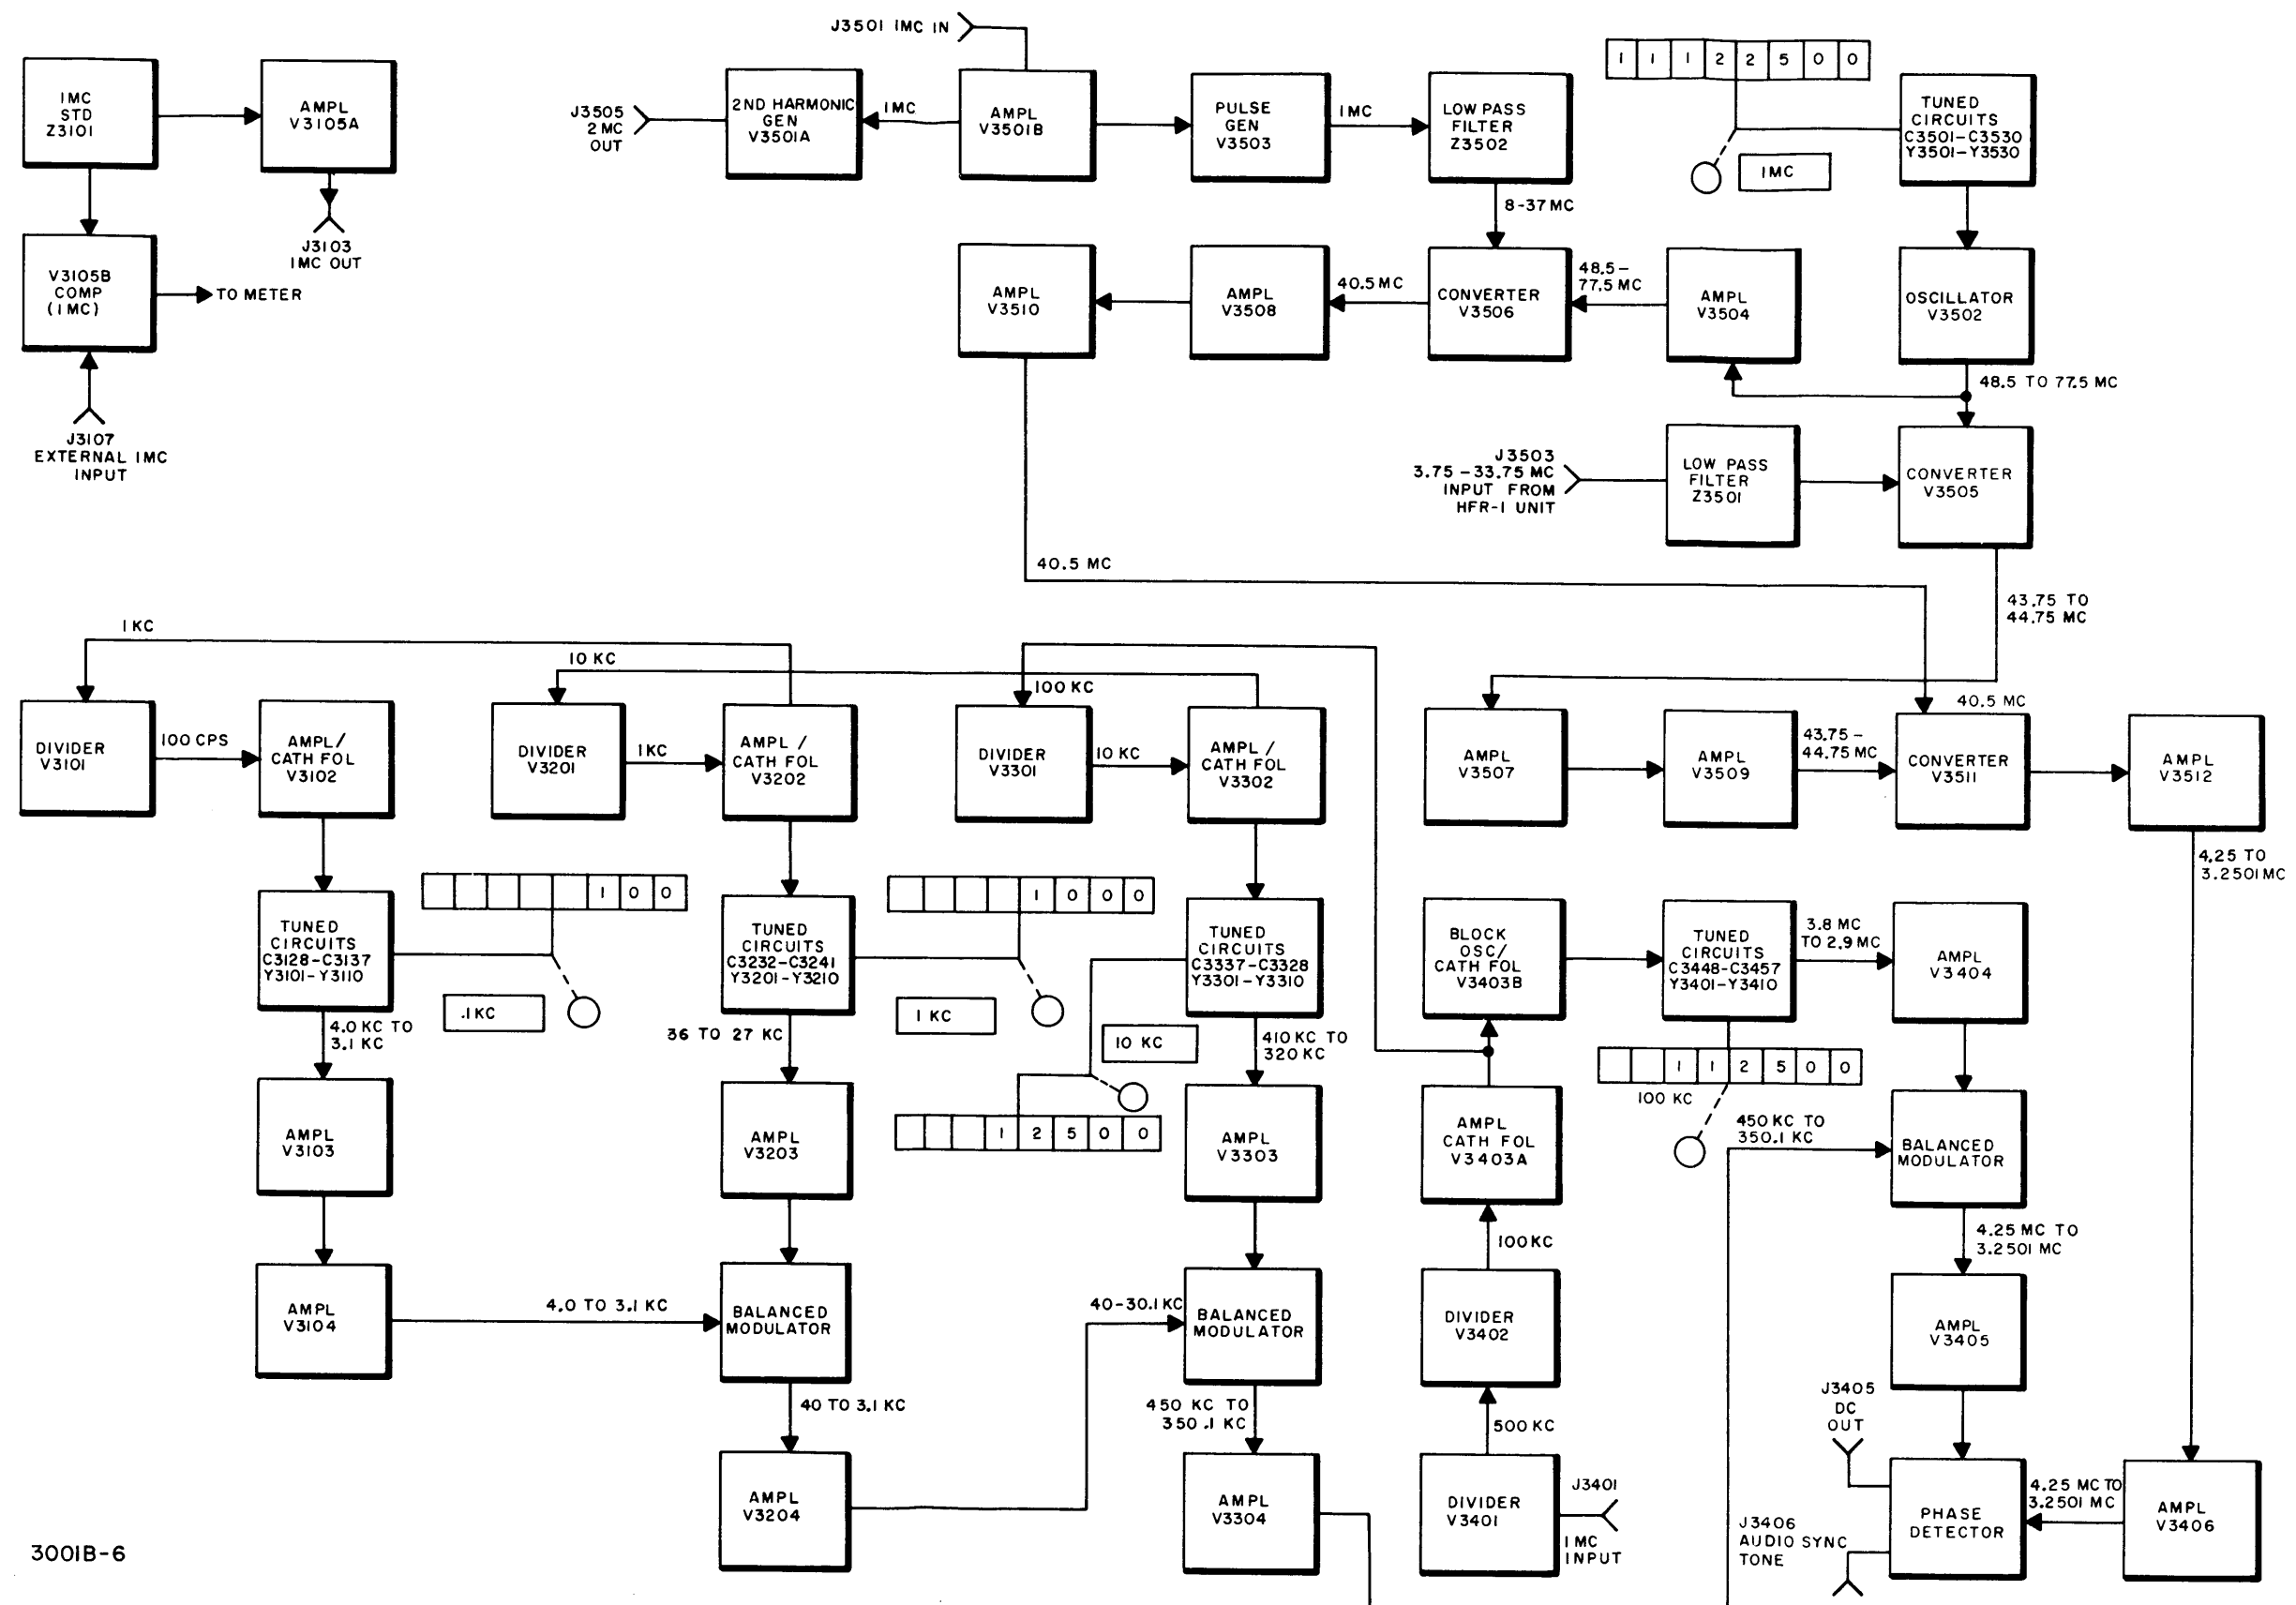 J3501 1MC IN
1MC
STD
Z3101
AMPL
V3105A
J3505
2 MC
OUT
2ND HARMONIC
GEN
V3501A
1MC
AMPL
V3501B
PULSE
GEN
V3503
1MC
LOW PASS
FILTER
Z3502
1 1 1 2 2 5 0 0
1MC
TUNED
CIRCUITS
C3501-C3530
Y3501-Y3530
J3103
1MC OUT
8-37 MC
V3105B
COMP
(1MC)
TO METER
AMPL
V3510
AMPL
V3508
40.5 MC
CONVERTER
V3506
48.5-
77.5 MC
AMPL
V3504
OSCILLATOR
V3502
48.5 TO 77.5 MC
J3107
EXTERNAL 1MC
INPUT
J3503
3.75-33.75 MC
INPUT FROM
HFR-1 UNIT
LOW PASS
FILTER
Z3501
CONVERTER
V3505
40.5 MC
43.75 TO
44.75 MC
1 KC
10 KC
100 KC
40.5 MC
DIVIDER
V3101
100 CPS
AMPL/
CATH FOL
V3102
DIVIDER
V3201
1KC
AMPL /
CATH FOL
V3202
DIVIDER
V3301
10 KC
AMPL /
CATH FOL
V3302
AMPL
V3507
AMPL
V3509
43.75-
44.75 MC
CONVERTER
V3511
AMPL
V3512
4.25 TO
3.2501 MC
TUNED
CIRCUITS
C3128-C3137
Y3101-Y3110
1 0 0
.1KC
TUNED
CIRCUITS
C3232-C3241
Y3201-Y3210
1 0 0 0
1 KC
TUNED
CIRCUITS
C3337-C3328
Y3301-Y3310
10 KC
BLOCK
OSC/
CATH FOL
V3403B
TUNED
CIRCUITS
C3448-C3457
Y3401-Y3410
3.8 MC
TO 2.9 MC
AMPL
V3404
4.0 KC TO
3.1 KC
36 TO 27 KC
410 KC TO
320 KC
1 1 2 5 0 0
100 KC
1 2 5 0 0
450 KC TO
350.1 KC
AMPL
V3103
AMPL
V3203
AMPL
V3303
AMPL
CATH FOL
V3403A
BALANCED
MODULATOR
100 KC
4.25 MC TO
3.2501 MC
AMPL
V3104
4.0 TO 3.1 KC
BALANCED
MODULATOR
40-30.1 KC
BALANCED
MODULATOR
DIVIDER
V3402
AMPL
V3405
40 TO 3.1 KC
450 KC TO
350.1 KC
500 KC
J3405
DC
OUT
AMPL
V3204
AMPL
V3304
DIVIDER
V3401
J3401
1MC
INPUT
J3406
AUDIO SYNC
TONE
PHASE
DETECTOR
4.25 MC TO
3.2501 MC
AMPL
V3406
3001B-6